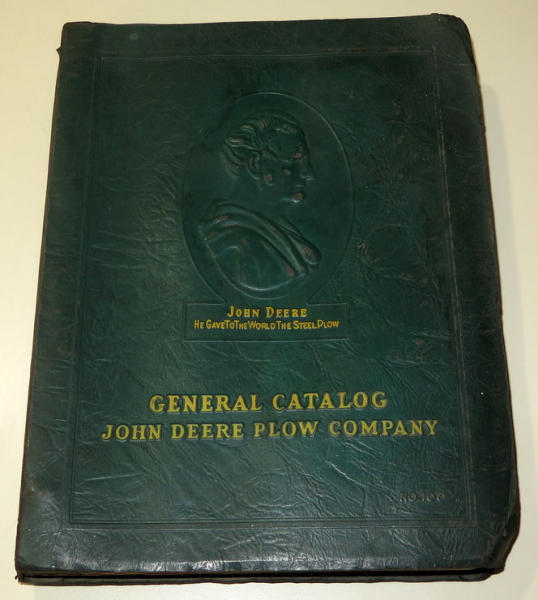 JOHN DEERE
HE GAVE TO THE WORLD THE STEEL PLOW
GENERAL CATALOG
JOHN DEERE PLOW COMPANY